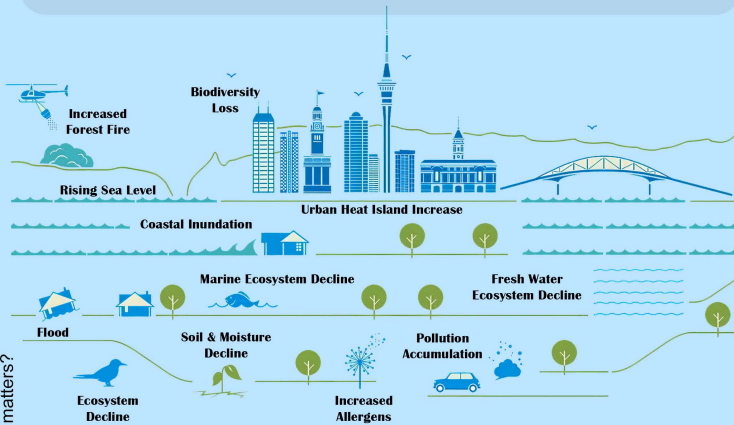 Biodiversity
Loss
Increased
Forest Fire
Rising Sea Level
Urban Heat Island Increase
Coastal Inundation
Marine Ecosystem Decline
Fresh Water
Ecosystem Decline
Flood
Soil & Moisture
Decline
Pollution
Accumulation
Ecosystem
Decline
Increased
Allergens
matters?